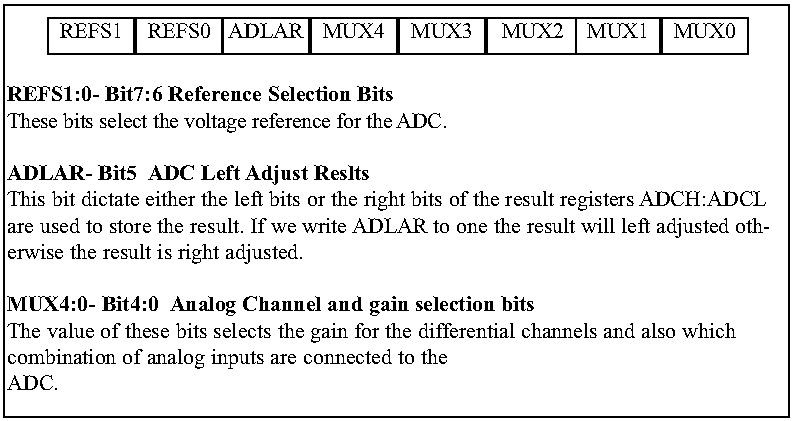 REFS1 REFS0 ADLAR MUX4 MUX3 MUX2 MUX1 MUX0
REFS1:0- Bit7:6 Reference Selection Bits
These bits select the voltage reference for the ADC.
ADLAR- Bit5  ADC Left Adjust Reslts
This bit dictate either the left bits or the right bits of the result registers ADCH:ADCL
are used to store the result. If we write ADLAR to one the result will left adjusted oth-
erwise the result is right adjusted.
MUX4:0- Bit4:0  Analog Channel and gain selection bits
The value of these bits selects the gain for the differential channels and also which
combination of analog inputs are connected to the
ADC.